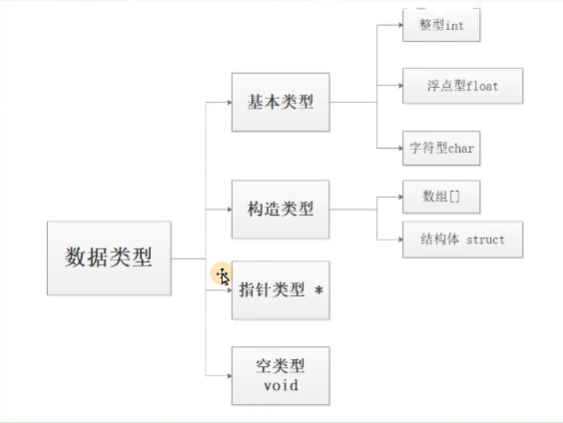 整型int
浮点型float
基本类型
字符型char
数组[]
构造类型
结构体 struct
数据类型
指针类型 *
空类型
void